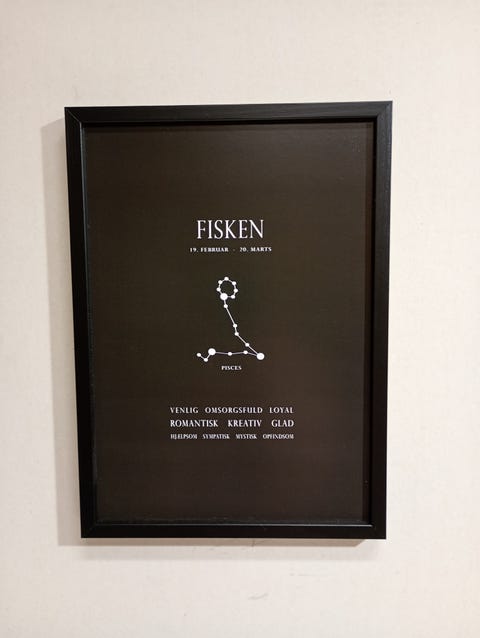 FISKEN
19. FEBRUAR - 20. MARTS
PISCES
VENLIG OMSORGSFULD LOYAL
ROMANTISK KREATIV GLAD
HJÆLPSOM SYMPATISK MYSTISK OPFINDSOM